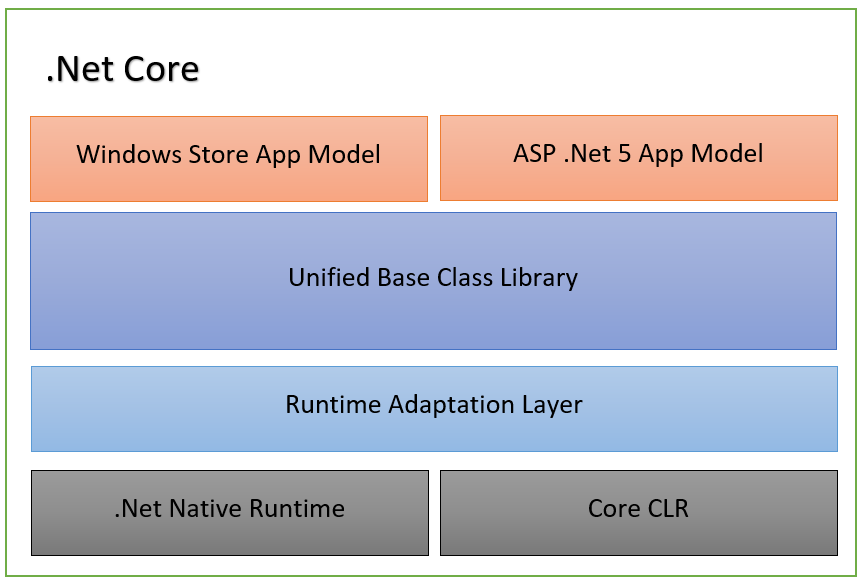 .Net Core
Windows Store App Model
ASP .Net 5 App Model
Unified Base Class Library
Runtime Adaptation Layer
.Net Native Runtime
Core CLR